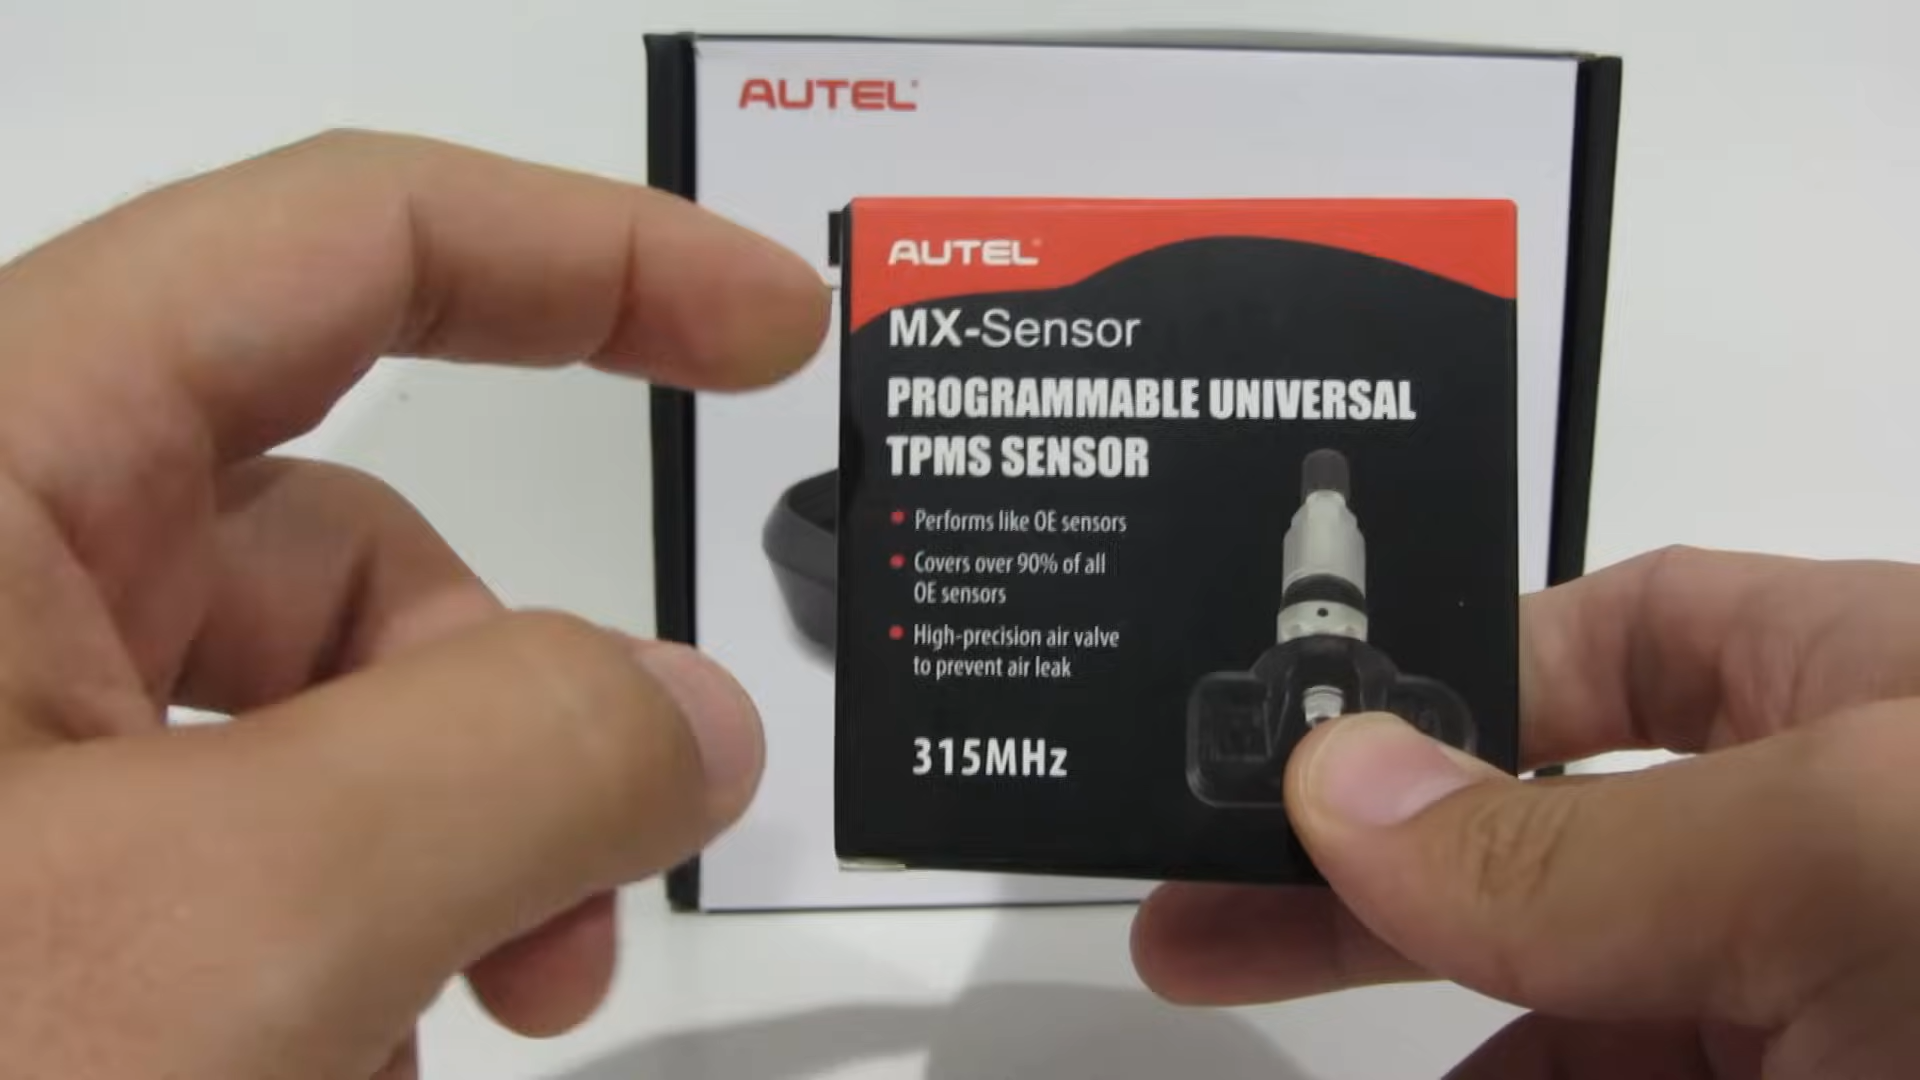 AUTEL
AUTEL
MX-Sensor
PROGRAMMABLE UNIVERSAL
TPMS SENSOR
Performs like OE sensors
Covers over 90% of all
OE sensors
High-precision air valve
to prevent air leak
315MHz